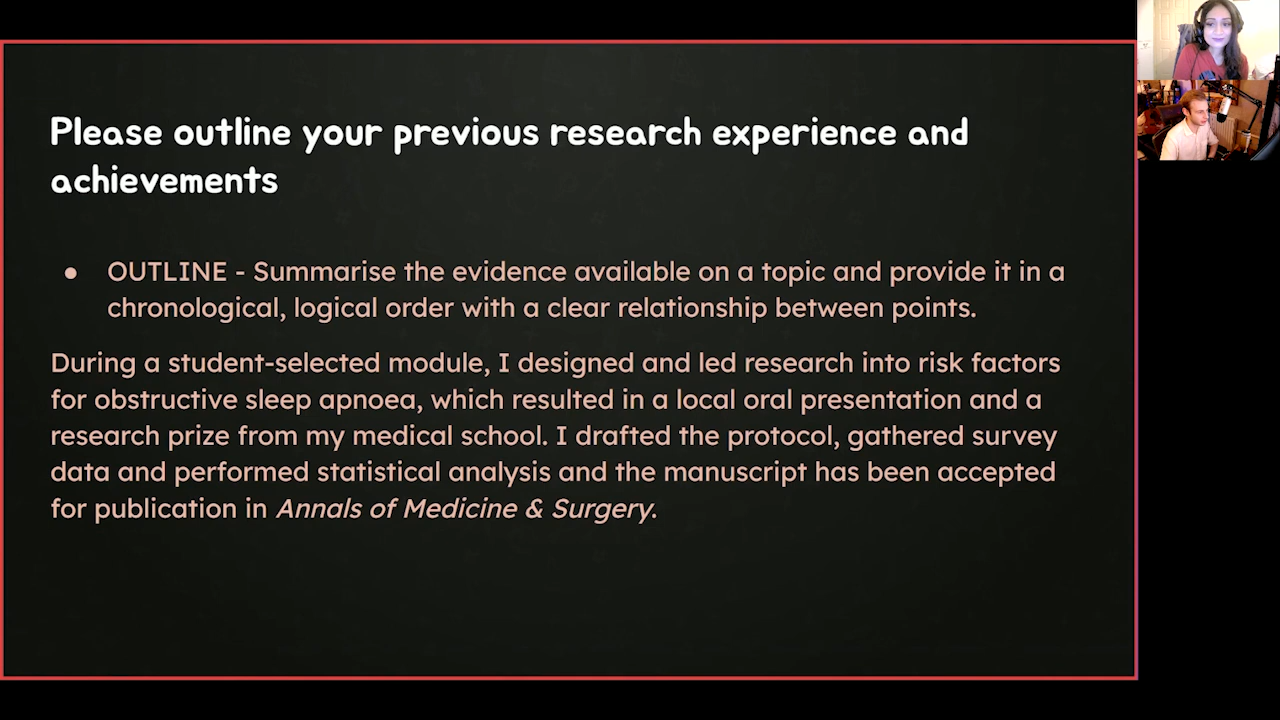 Please outline your previous research experience and
achievements
● OUTLINE - Summarise the evidence available on a topic and provide it in a
chronological, logical order with a clear relationship between points.
During a student-selected module, I designed and led research into risk factors
for obstructive sleep apnoea, which resulted in a local oral presentation and a
research prize from my medical school. I drafted the protocol, gathered survey
data and performed statistical analysis and the manuscript has been accepted
for publication in Annals of Medicine & Surgery.